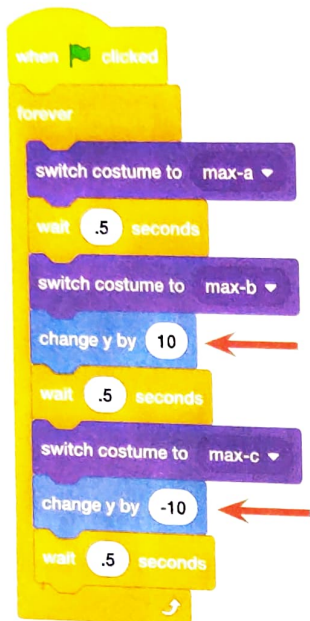 when clicked
forever
switch costume to max-a
wait .5 seconds
switch costume to max-b
change y by 10
wait .5 seconds
switch costume to max-c
change y by -10
wait .5 seconds